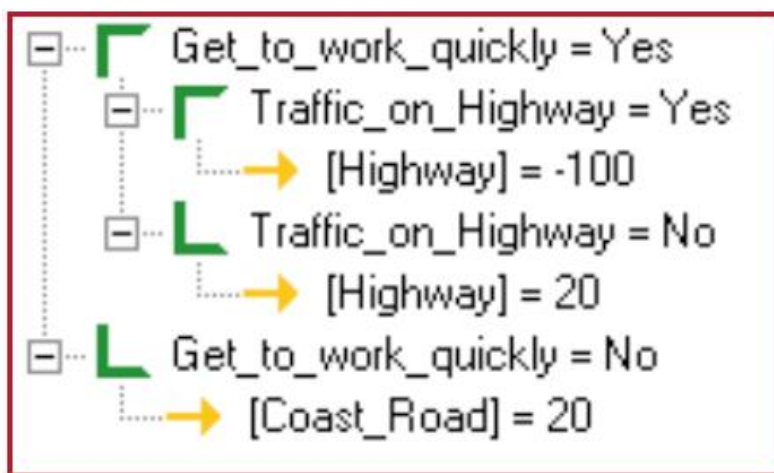 Get_to_work_quickly = Yes
Traffic_on_Highway = Yes
[Highway] = -100
Traffic_on_Highway = No
[Highway] = 20
Get_to_work_quickly = No
[Coast_Road] = 20